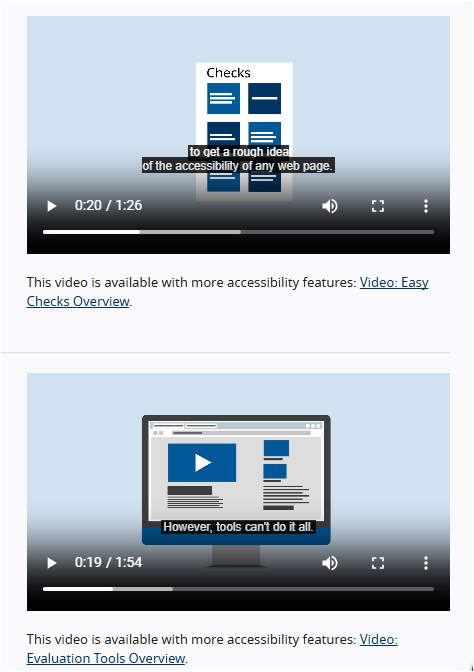 Checks
to get a rough idea
of the accessibility of any web page.
0:20 / 1:26
This video is available with more accessibility features: Video: Easy
Checks Overview.
However, tools can't do it all.
0:19 / 1:54
This video is available with more accessibility features: Video:
Evaluation Tools Overview.